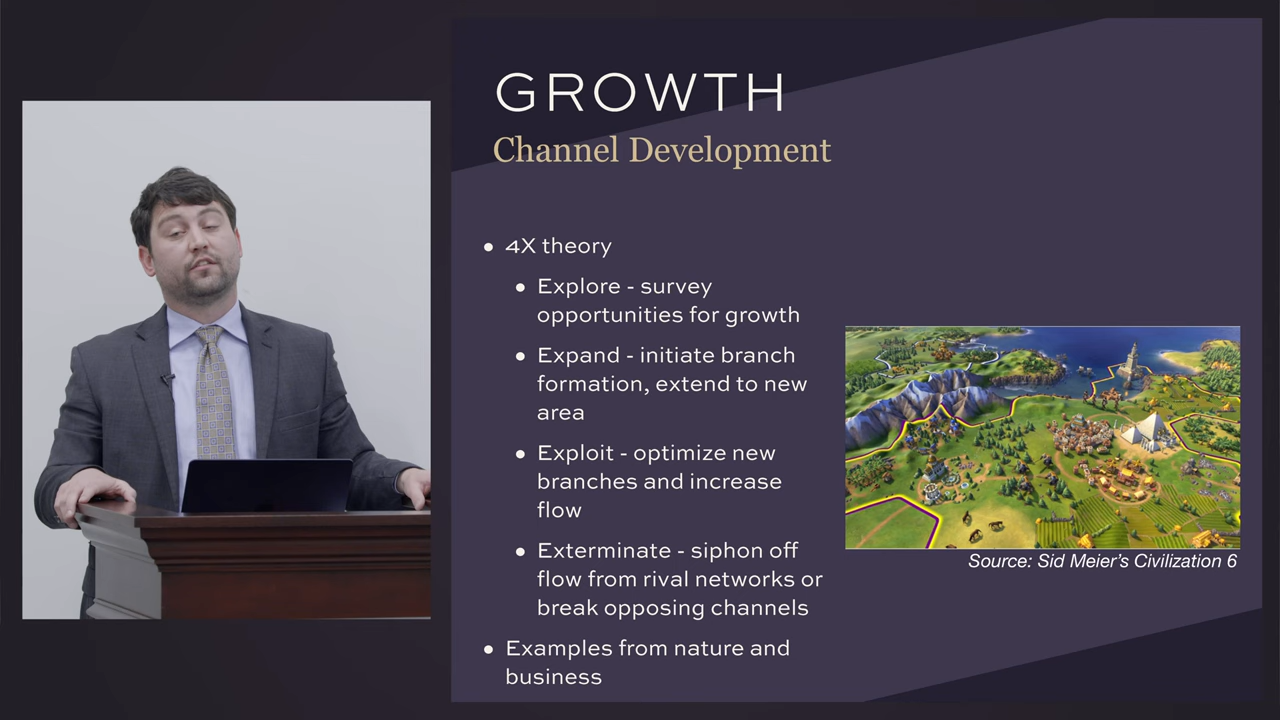 GROWTH
Channel Development
• 4X theory
• Explore - survey
opportunities for growth
• Expand - initiate branch
formation, extend to new
area
• Exploit - optimize new
branches and increase
flow
• Exterminate - siphon off
flow from rival networks or
break opposing channels
• Examples from nature and
business
Source: Sid Meier's Civilization 6